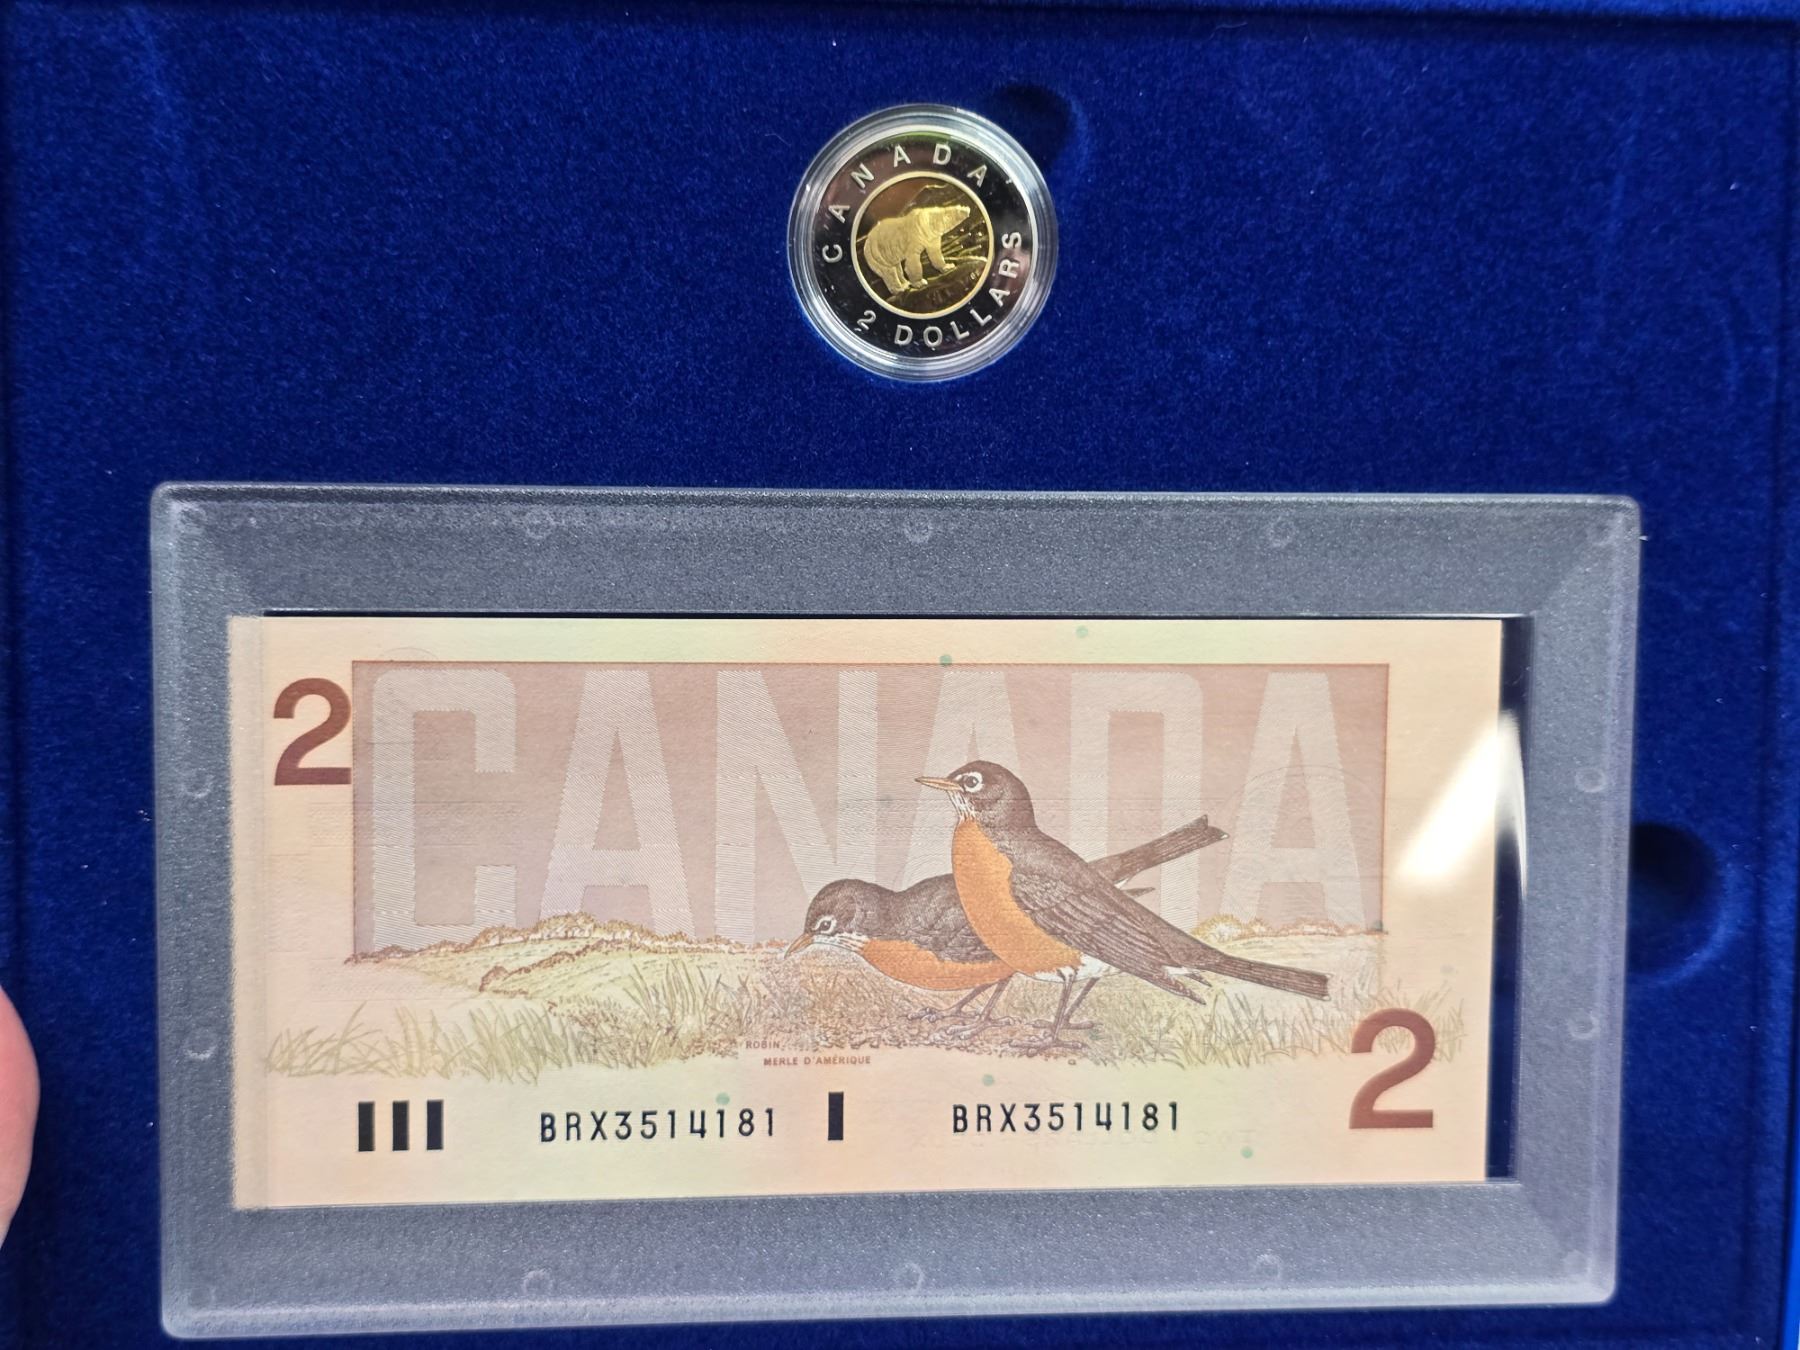 CANADA
2 DOLLARS
2
CANADA
ROBIN
MERLE D'AMÉRIQUE
2
BRX3514181
BRX3514181